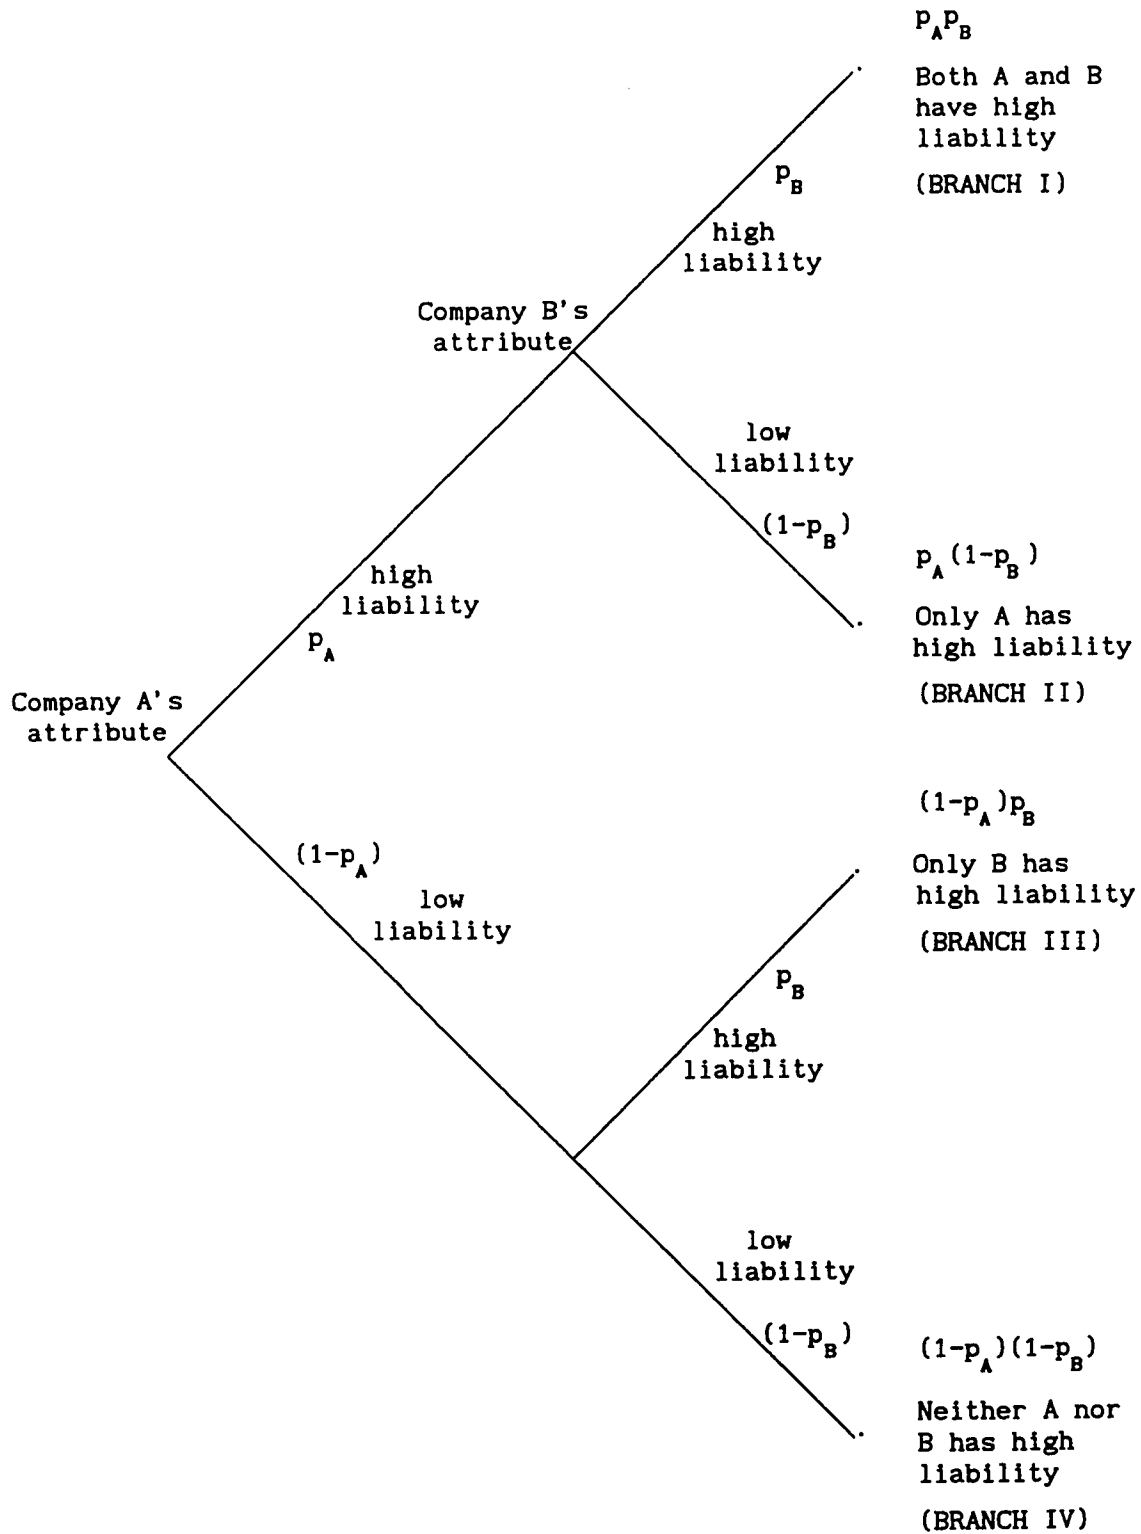 p_A p_B
Both A and B
have high
liability
(BRANCH I)
p_B
high
liability
Company B's
attribute
low
liability
(1-p_B)
p_A (1-p_B)
Only A has
high liability
(BRANCH II)
high
liability
p_A
Company A's
attribute
(1-p_A)
low
liability
(1-p_A)p_B
Only B has
high liability
(BRANCH III)
p_B
high
liability
low
liability
(1-p_B)
(1-p_A)(1-p_B)
Neither A nor
B has high
liability
(BRANCH IV)